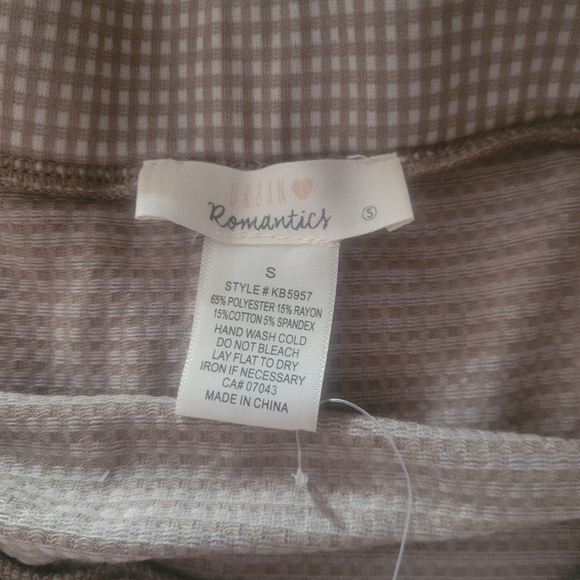 URBAN
Romantics
S
S
STYLE # KB5957
65% POLYESTER 15% RAYON
15%COTTON 5% SPANDEX
HAND WASH COLD
DO NOT BLEACH
LAY FLAT TO DRY
IRON IF NECESSARY
CA# 07043
MADE IN CHINA